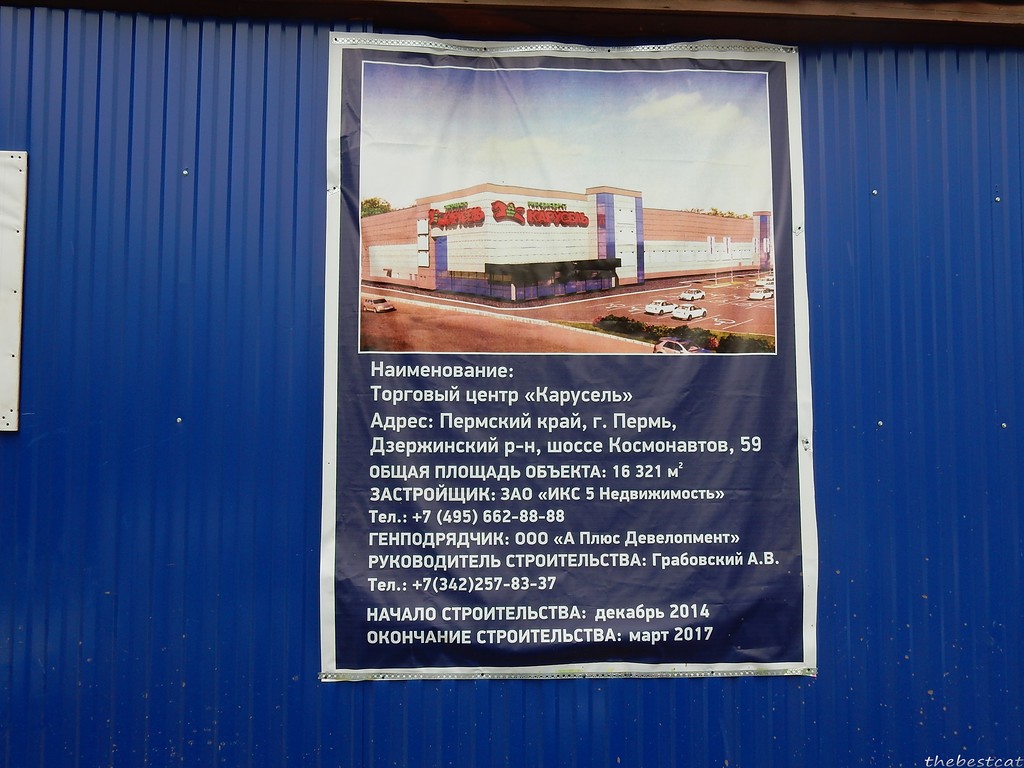 КАРУСЕЛЬ
Наименование:
Торговый центр «Карусель»
Адрес: Пермский край, г. Пермь,
Дзержинский р-н, шоссе Космонавтов, 59
ОБЩАЯ ПЛОЩАДЬ ОБЪЕКТА: 16 321 м²
ЗАСТРОЙЩИК: ЗАО «ИКС 5 Недвижимость»
Тел.: +7 (495) 662-88-88
ГЕНПОДРЯДЧИК: ООО «А Плюс Девелопмент»
РУКОВОДИТЕЛЬ СТРОИТЕЛЬСТВА: Грабовский А.В.
Тел.: +7(342)257-83-37
НАЧАЛО СТРОИТЕЛЬСТВА: декабрь 2014
ОКОНЧАНИЕ СТРОИТЕЛЬСТВА: март 2017
thebestcat